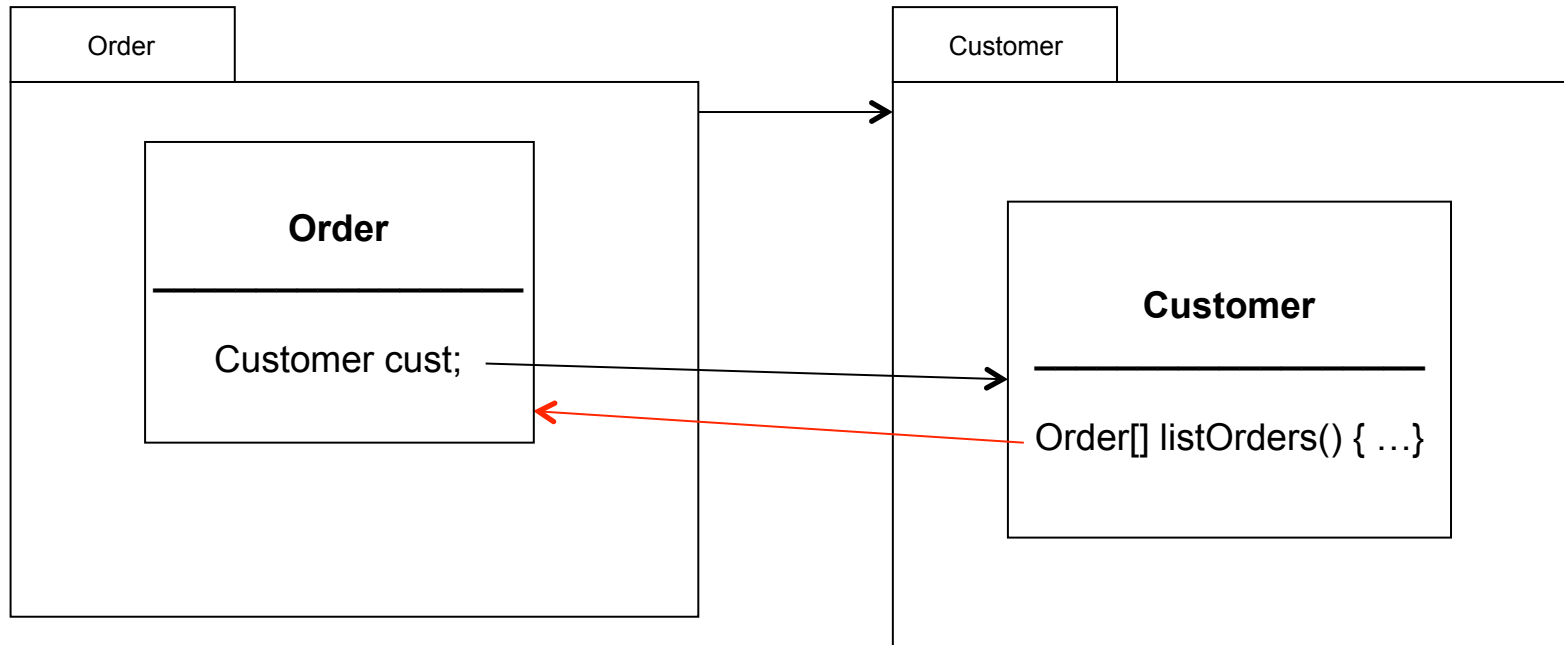 Order
Customer
Order
Customer cust;
Customer
Order[] listOrders() { …}